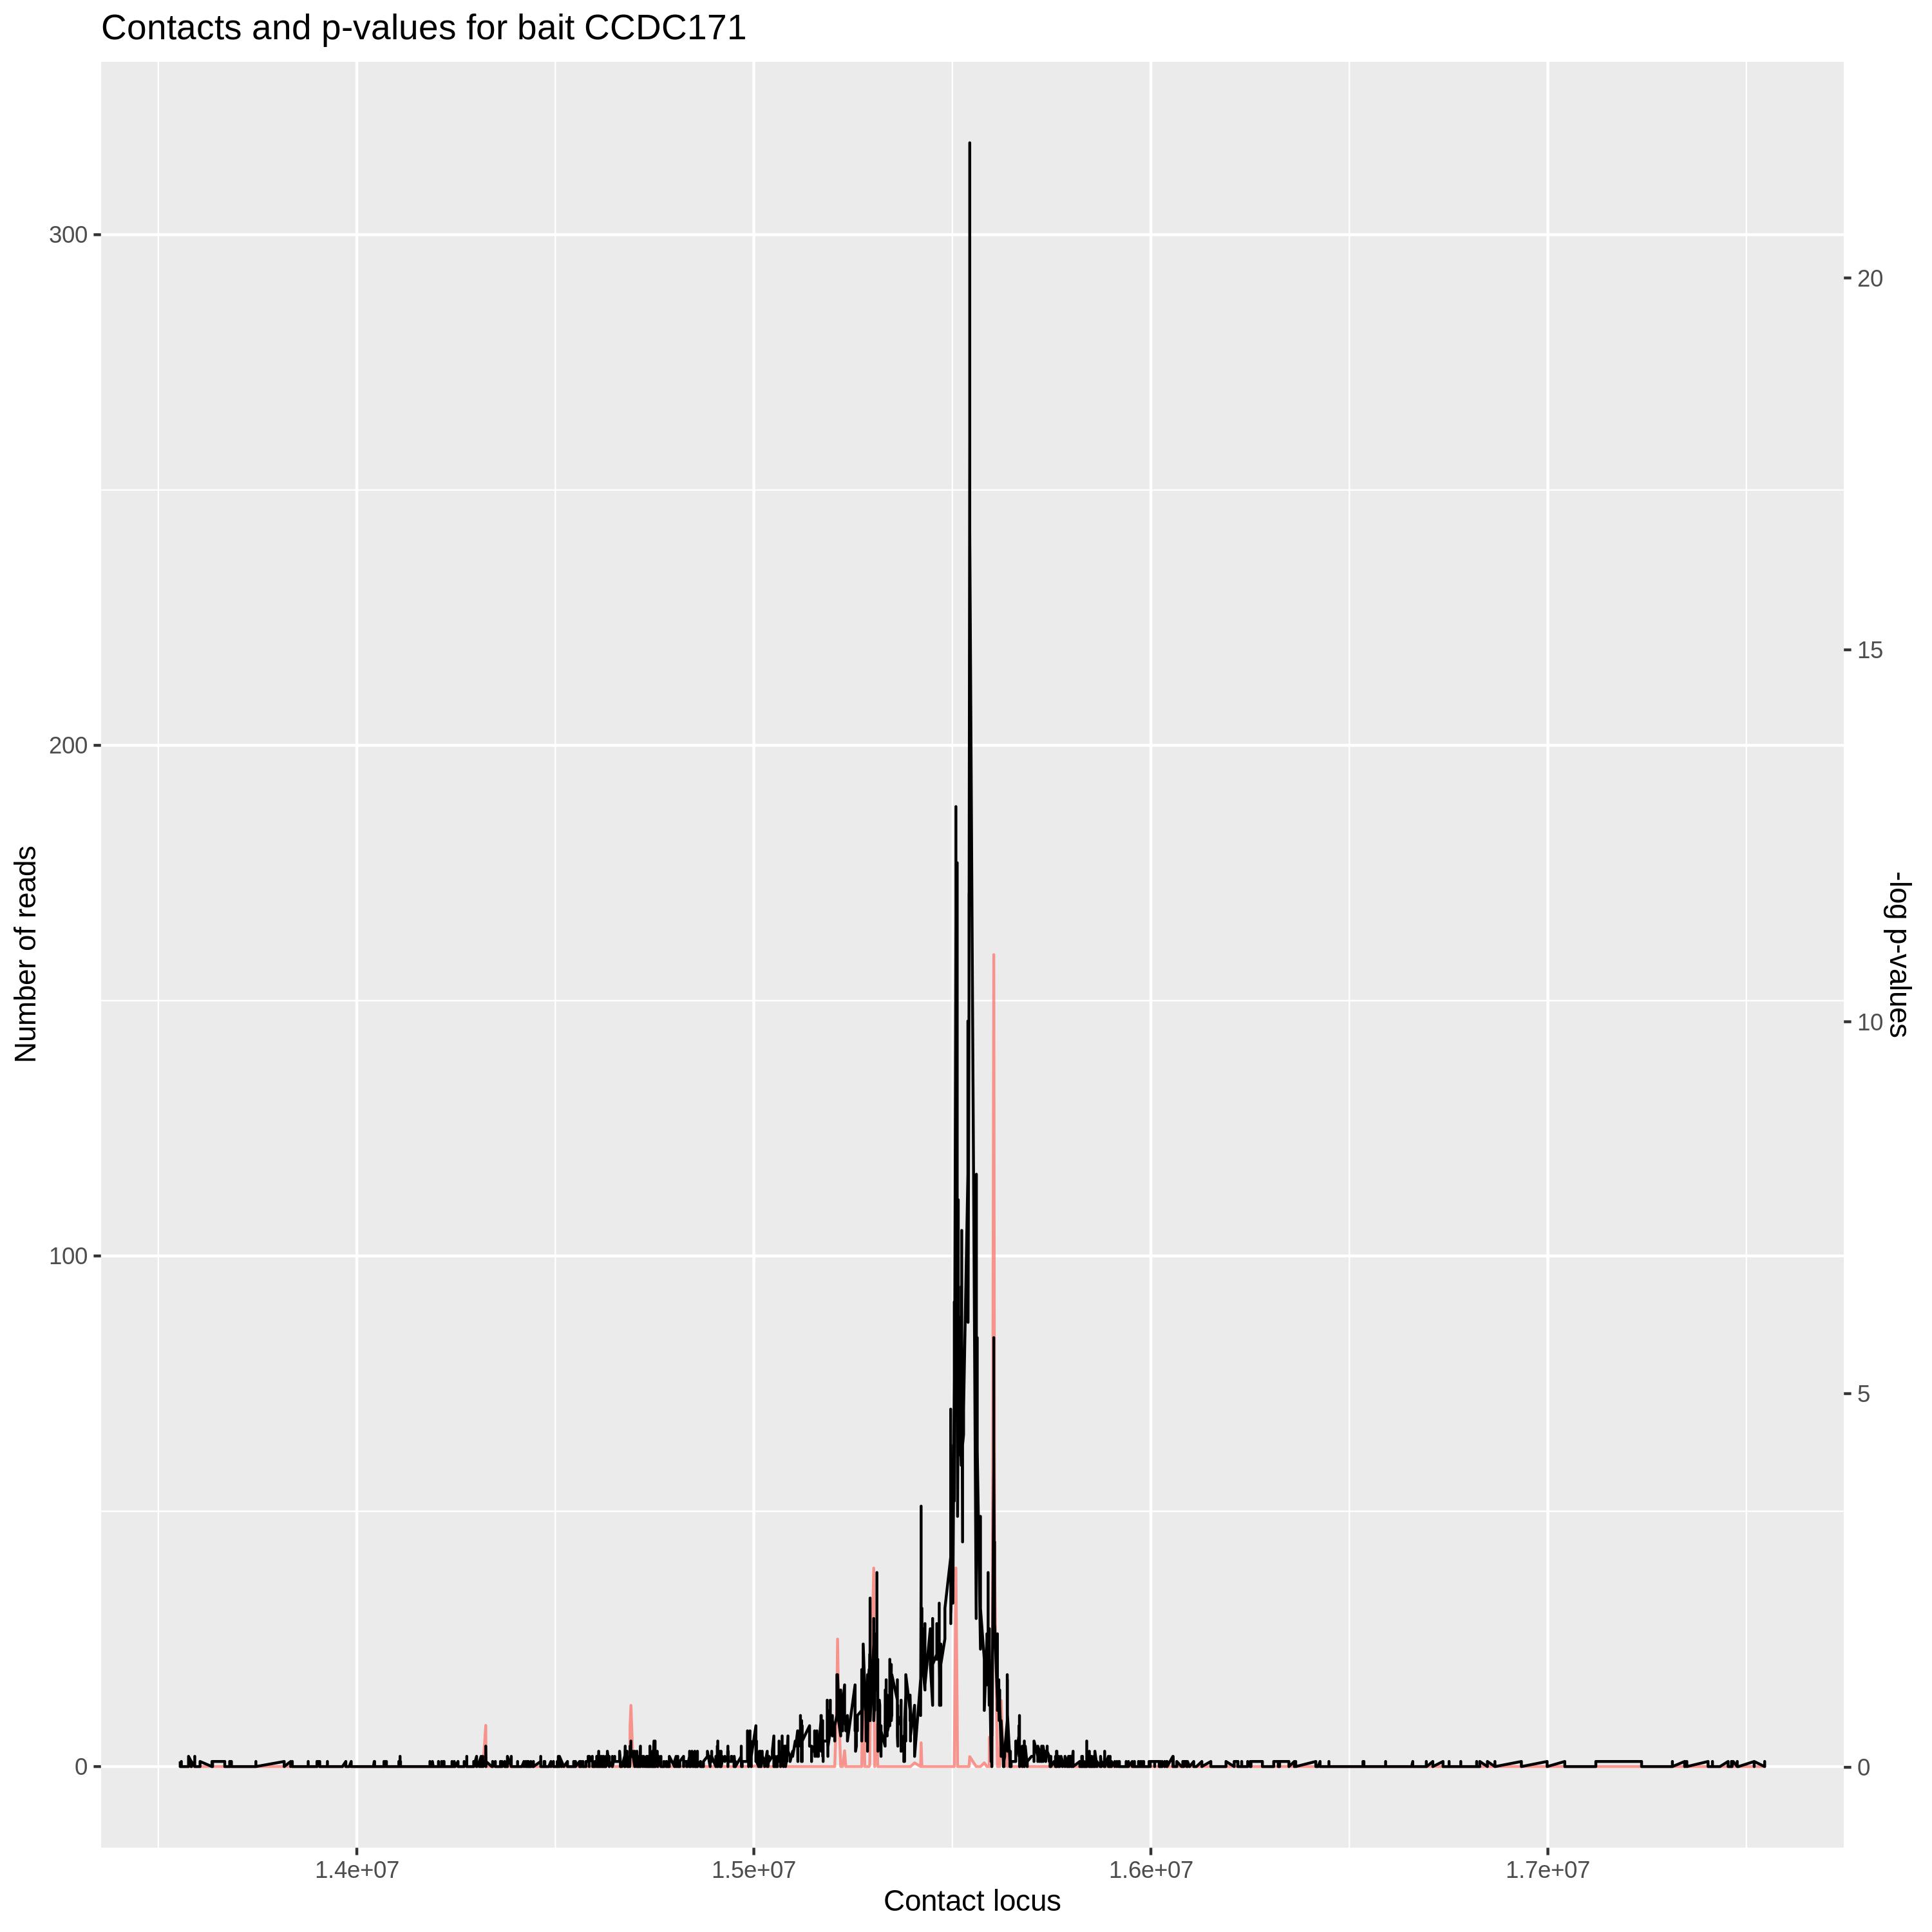 Contacts and p-values for bait CCDC171
Number of reads
300
200
100
0
20
15
10
5
0
-log p-values
1.4e+07
1.5e+07
1.6e+07
1.7e+07
Contact locus